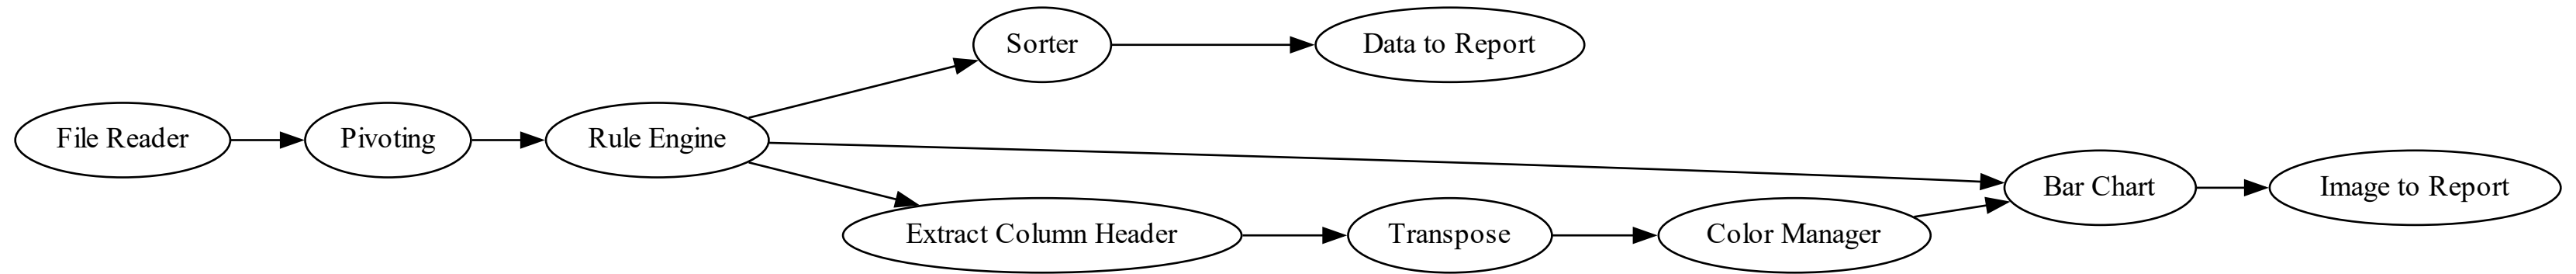 Sorter
Data to Report
File Reader
Pivoting
Rule Engine
Bar Chart
Image to Report
Extract Column Header
Transpose
Color Manager